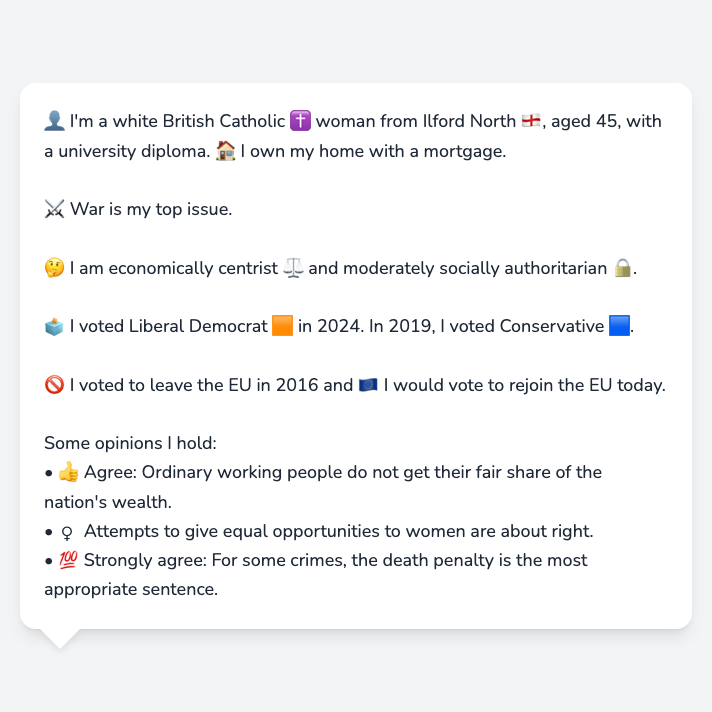 👤 I'm a white British Catholic ✝️ woman from Ilford North 🏴󠁧󠁢󠁥󠁮󠁧󠁿, aged 45, with
a university diploma. 🏠 I own my home with a mortgage.
⚔️ War is my top issue.
🤔 I am economically centrist ⚖️ and moderately socially authoritarian 🔒.
🗳️ I voted Liberal Democrat 🟧 in 2024. In 2019, I voted Conservative 🟦.
🚫 I voted to leave the EU in 2016 and 🇪🇺 I would vote to rejoin the EU today.
Some opinions I hold:
• 👍 Agree: Ordinary working people do not get their fair share of the
nation's wealth.
• ♀ Attempts to give equal opportunities to women are about right.
• 💯 Strongly agree: For some crimes, the death penalty is the most
appropriate sentence.